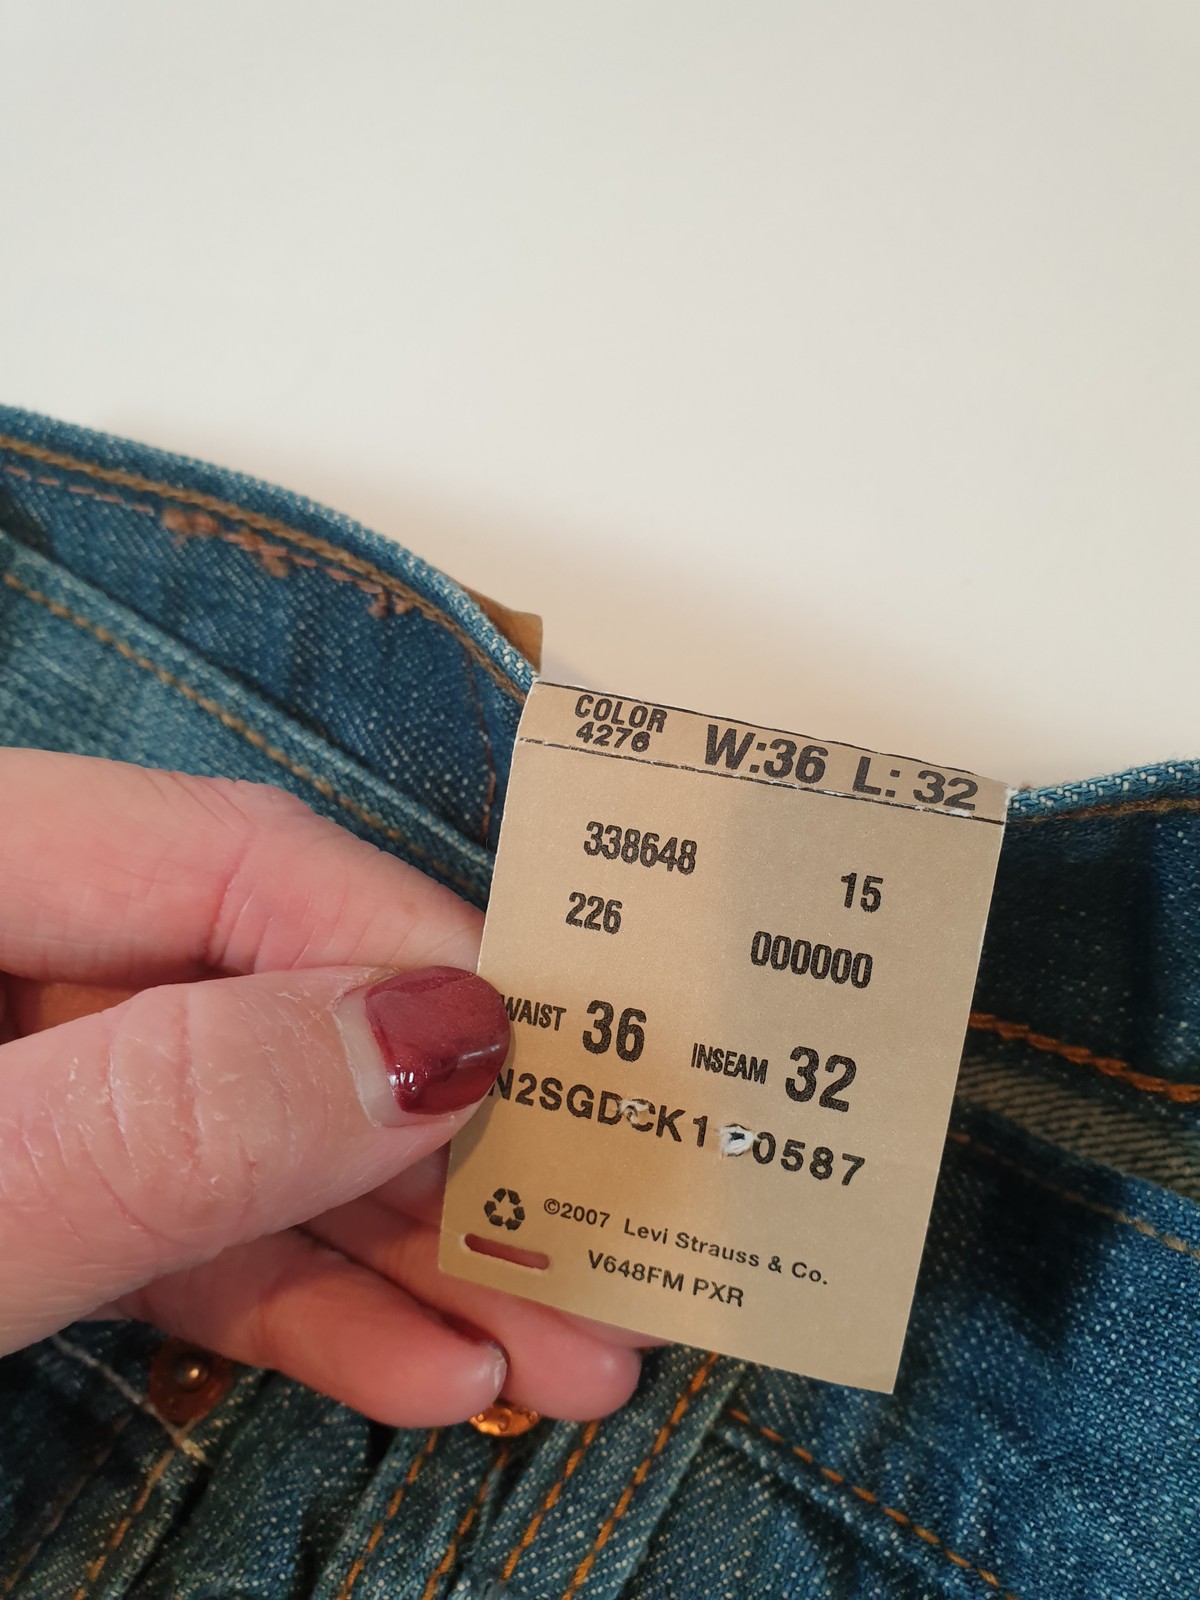 COLOR
4276
W:36 L: 32
338648
15
226
000000
WAIST 36 INSEAM 32
©2007 Levi Strauss & Co.
V648FM PXR